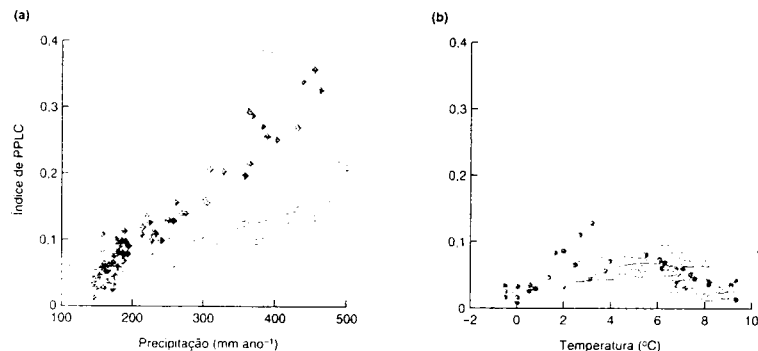 (a)
0,4
0,3
0,2
0,1
0
Índice de PPLC
100 200 300 400 500
Precipitação (mm ano⁻¹)
(b)
0,4
0,3
0,2
0,1
0
−2 0 2 4 6 8 10
Temperatura (°C)